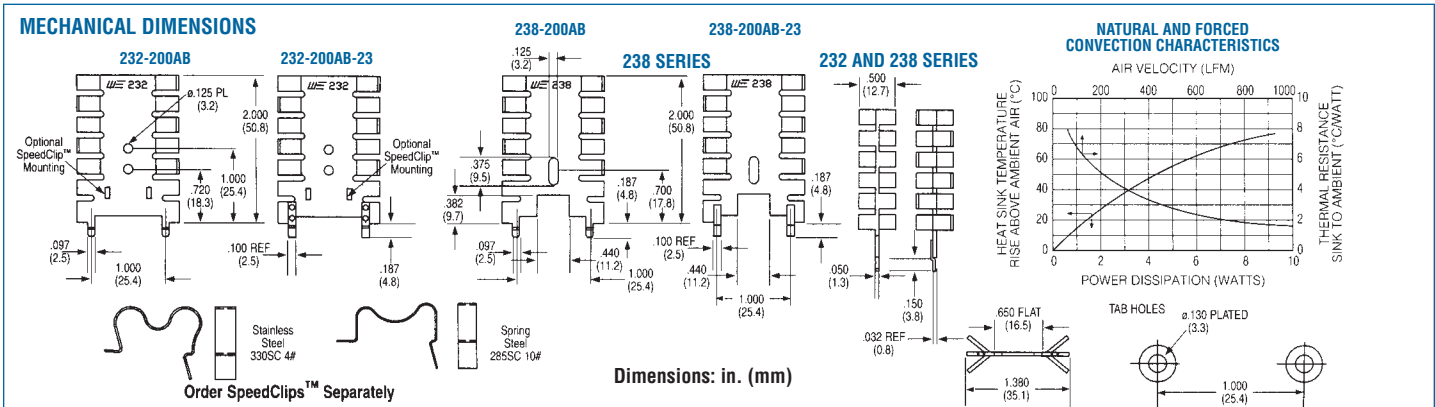 MECHANICAL DIMENSIONS
232-200AB
232-200AB-23
238-200AB
238-200AB-23
238 SERIES
232 AND 238 SERIES
NATURAL AND FORCED
CONVECTION CHARACTERISTICS
232
ø.125 PL
(3.2)
Optional
SpeedClip™
Mounting
2.000
(50.8)
1.000
(25.4)
.720
(18.3)
.097
(2.5)
1.000
(25.4)
232
Optional
SpeedClip™
Mounting
.100 REF
(2.5)
.187
(4.8)
.125
(3.2)
238
.375
(9.5)
.382
(9.7)
2.000
(50.8)
.187
(4.8)
.700
(17.8)
.097
(2.5)
.440
(11.2)
1.000
(25.4)
238
.187
(4.8)
.100 REF
(2.5)
.440
(11.2)
1.000
(25.4)
.500
(12.7)
.050
(1.3)
.150
(3.8)
.032 REF
(0.8)
AIR VELOCITY (LFM)
0 200 400 600 800 1000
HEAT SINK TEMPERATURE
RISE ABOVE AMBIENT AIR (°C)
100
80
60
40
20
0
10
8
6
4
2
0
THERMAL RESISTANCE
SINK TO AMBIENT (°C/WATT)
0 2 4 6 8 10
POWER DISSIPATION (WATTS)
Stainless
Steel
330SC 4#
Spring
Steel
285SC 10#
Order SpeedClips™ Separately
Dimensions: in. (mm)
.650 FLAT
(16.5)
1.380
(35.1)
TAB HOLES
ø.130 PLATED
(3.3)
1.000
(25.4)